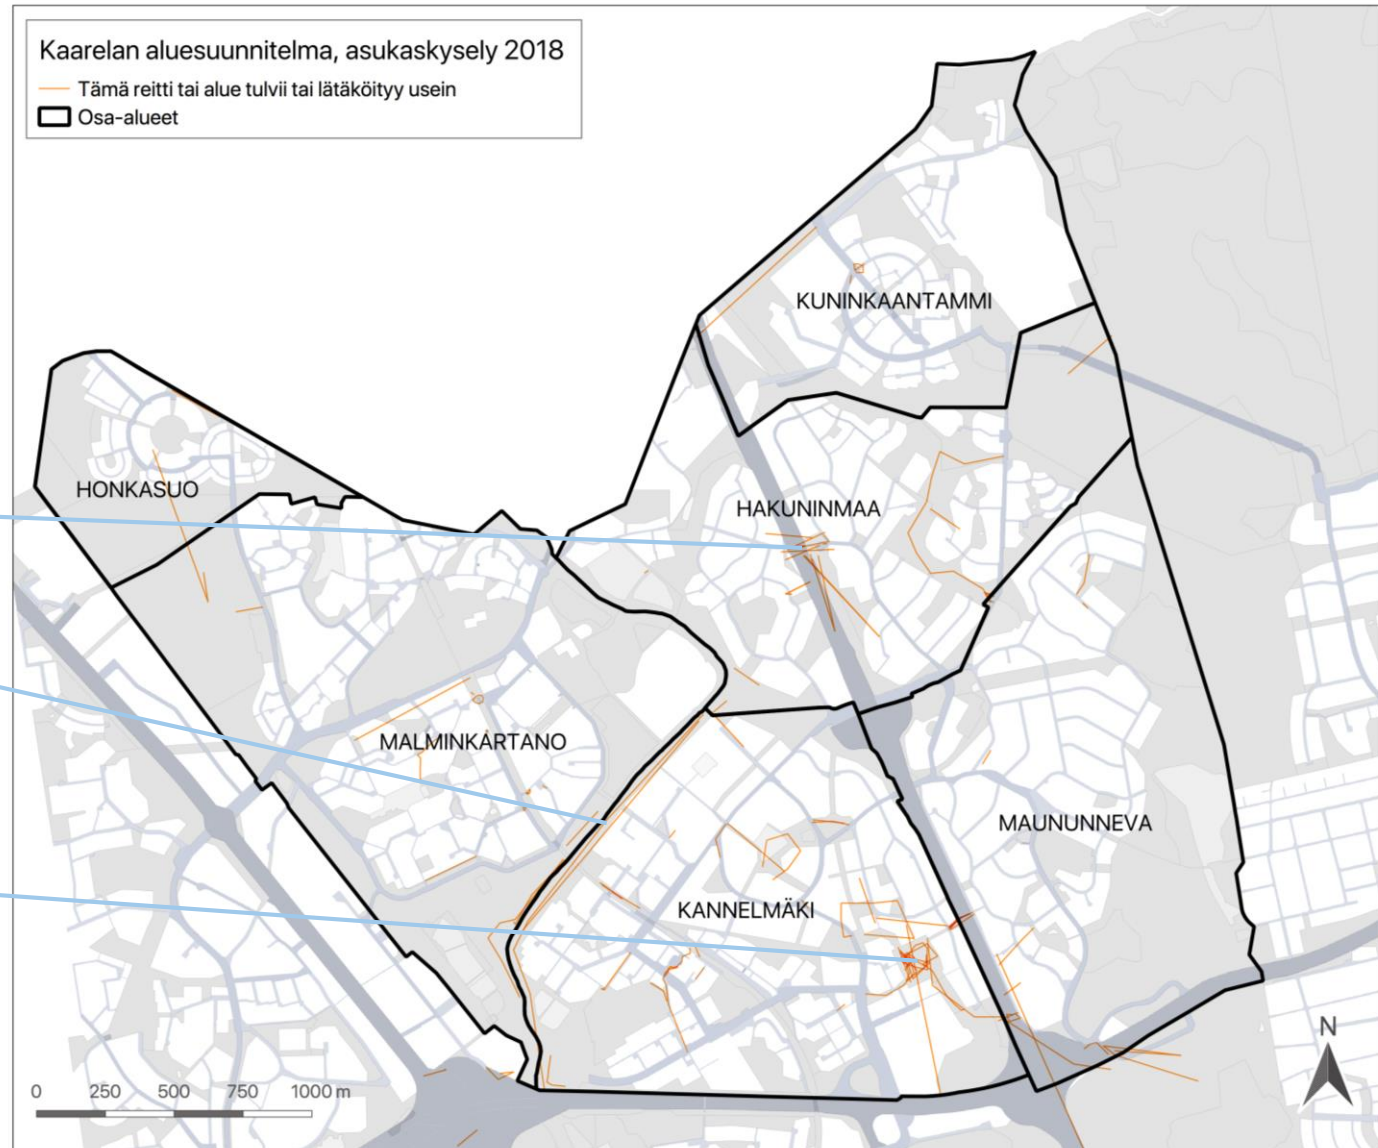 Kaarelan aluesuunnitelma, asukaskysely 2018
Tämä reitti tai alue tulvii tai lätäköityy usein
Osa-alueet
KUNINKAANTAMMI
HONKASUO
HAKUNINMAA
MALMINKARTANO
MAUNUNNEVA
KANNELMÄKI
N
0 250 500 750 1000 m